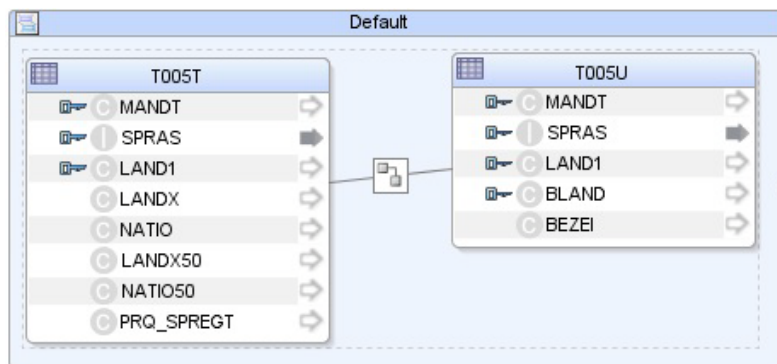 Default
T005T
MANDT
SPRAS
LAND1
LANDX
NATIO
LANDX50
NATIO50
PRQ_SPREGT
T005U
MANDT
SPRAS
LAND1
BLAND
BEZEI